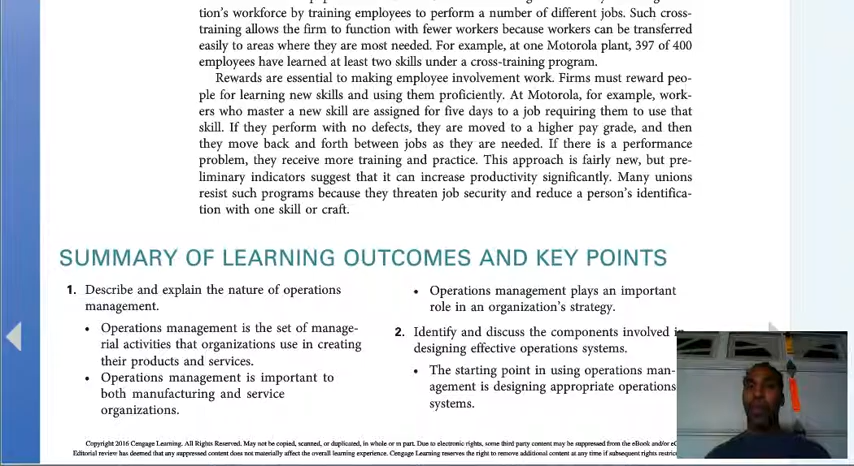 tion's workforce by training employees to perform a number of different jobs. Such cross-
training allows the firm to function with fewer workers because workers can be transferred
easily to areas where they are most needed. For example, at one Motorola plant, 397 of 400
employees have learned at least two skills under a cross-training program.
Rewards are essential to making employee involvement work. Firms must reward peo-
ple for learning new skills and using them proficiently. At Motorola, for example, work-
ers who master a new skill are assigned for five days to a job requiring them to use that
skill. If they perform with no defects, they are moved to a higher pay grade, and then
they move back and forth between jobs as they are needed. If there is a performance
problem, they receive more training and practice. This approach is fairly new, but pre-
liminary indicators suggest that it can increase productivity significantly. Many unions
resist such programs because they threaten job security and reduce a person's identifica-
tion with one skill or craft.
SUMMARY OF LEARNING OUTCOMES AND KEY POINTS
1. Describe and explain the nature of operations
management.
• Operations management is the set of manage-
rial activities that organizations use in creating
their products and services.
• Operations management is important to
both manufacturing and service
organizations.
• Operations management plays an important
role in an organization's strategy.
2. Identify and discuss the components involved
designing effective operations systems.
• The starting point in using operations man-
agement is designing appropriate operations
systems.
Copyright 2016 Cengage Learning. All Rights Reserved. May not be copied, scanned, or duplicated, in whole or in part. Due to electronic rights, some third party content may be suppressed from the eBook and/or
Editorial review has deemed that any suppressed content does not materially affect the overall learning experience. Cengage Learning reserves the right to remove additional content at any time if subsequent rights